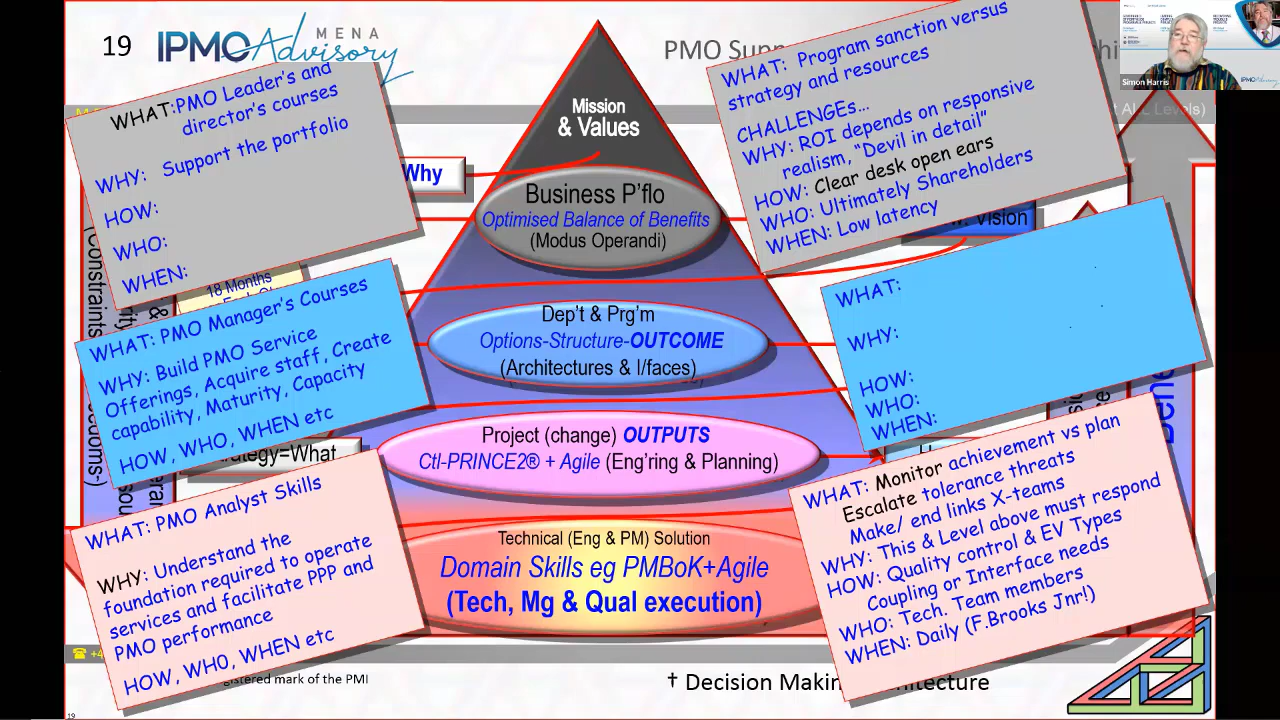 19
MENA
IPMO Advisory
PMO Supp
WHAT:PMO Leader's and
director's courses
WHY: Support the portfolio
HOW:
WHO:
WHEN:
WHAT: PMO Manager's Courses
WHY: Build PMO Service
Offerings, Acquire staff, Create
capability, Maturity, Capacity
HOW, WHO, WHEN etc
WHAT: PMO Analyst Skills
WHY: Understand the
foundation required to operate
services and facilitate PPP and
PMO performance
HOW, WHO, WHEN etc
Mission
& Values
Why
Business P'flo
Optimised Balance of Benefits
(Modus Operandi)
Vision
18 Months
Dep't & Prg'm
Options-Structure-OUTCOME
(Architectures & I/faces)
Project (change) OUTPUTS
Ctl-PRINCE2® + Agile (Eng'ring & Planning)
ategy=What
Technical (Eng & PM) Solution
Domain Skills eg PMBoK+Agile
(Tech, Mg & Qual execution)
WHAT: Program sanction versus
strategy and resources
CHALLENGEs...
WHY: ROI depends on responsive
realism, "Devil in detail"
HOW: Clear desk open ears
WHO: Ultimately Shareholders
WHEN: Low latency
WHAT:
WHY:
HOW:
WHO:
WHEN:
WHAT: Monitor achievement vs plan
Escalate tolerance threats
Make/ end links X-teams
WHY: This & Level above must respond
HOW: Quality control & EV Types
Coupling or Interface needs
WHO: Tech. Team members
WHEN: Daily (F.Brooks Jnr!)
(Constraints
ALL Levels)
Bene
gistered mark of the PMI
† Decision Making
itecture
19
Simon Harris